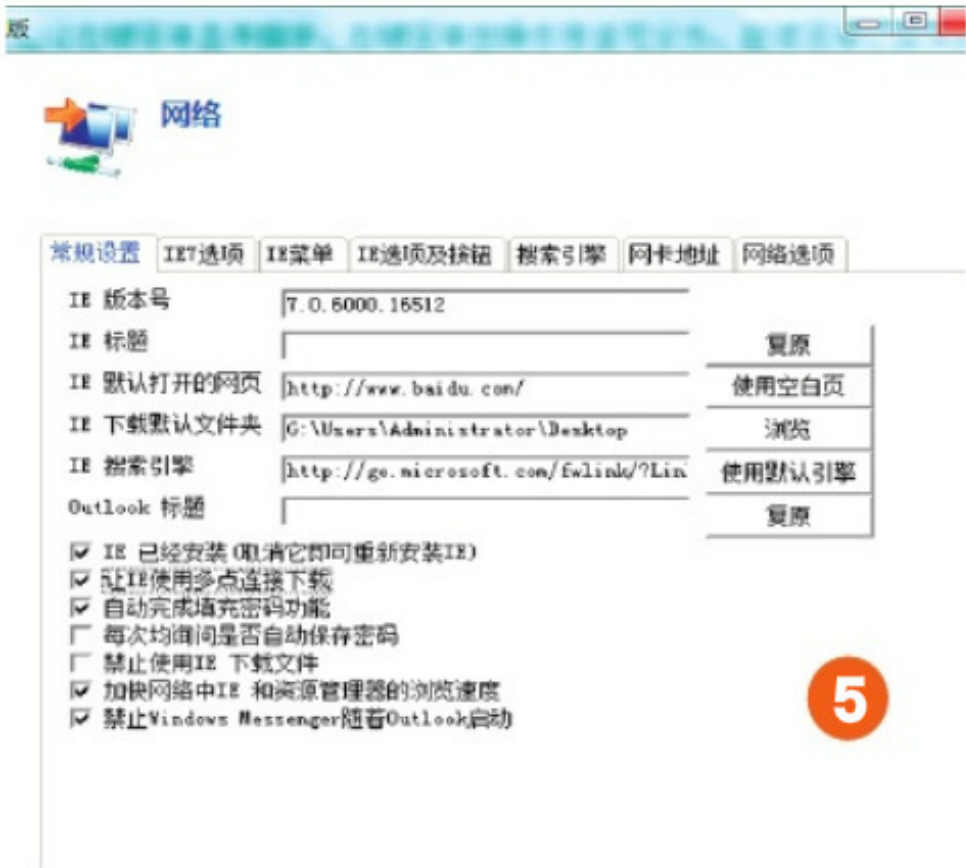 版
网络
常规设置 IE7选项 IE菜单 IE选项及按钮 搜索引擎 网卡地址 网络选项
IE 版本号 7.0.6000.16512
IE 标题 复原
IE 默认打开的网页 http://www.baidu.com/ 使用空白页
IE 下载默认文件夹 G:\Users\Administrator\Desktop 浏览
IE 搜索引擎 http://go.microsoft.com/fwlink/?Lin 使用默认引擎
Outlook 标题 复原
IE 已经安装(取消它即可重新安装IE)
让IE使用多点连接下载
自动完成填充密码功能
每次均询问是否自动保存密码
禁止使用IE 下载文件
加快网络中IE 和资源管理器的浏览速度
禁止Windows Messenger随着Outlook启动
5